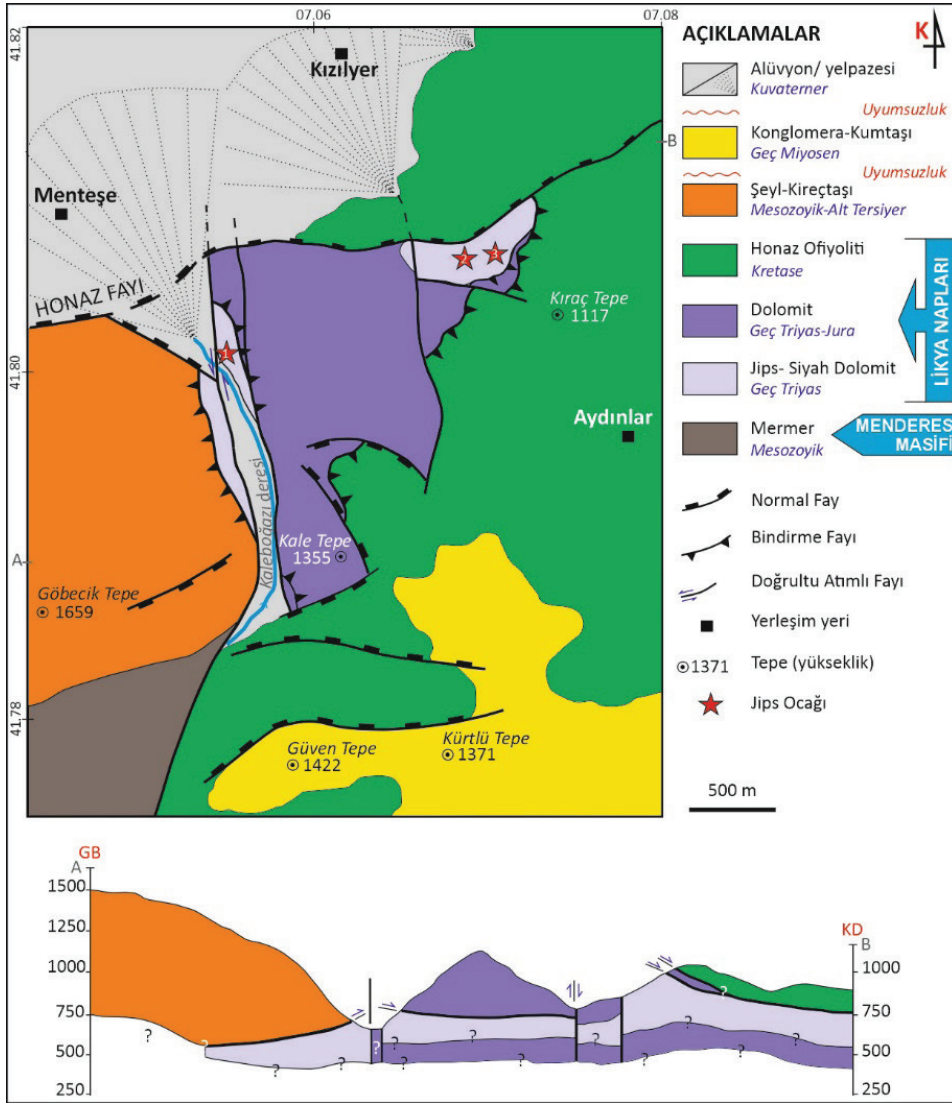 07.06
07.08
41.82
41.80
41.78
Kızılyer
Menteşe
HONAZ FAYI
B
1
2
3
Kıraç Tepe
1117
Aydınlar
Kaleboğazı deresi
Kale Tepe
1355
A
Göbecik Tepe
1659
Güven Tepe
1422
Kürtlü Tepe
1371
AÇIKLAMALAR
K
Alüvyon/ yelpazesi
Kuvaterner
Uyumsuzluk
Konglomera-Kumtaşı
Geç Miyosen
Uyumsuzluk
Şeyl-Kireçtaşı
Mesozoyik-Alt Tersiyer
Honaz Ofiyoliti
Kretase
Dolomit
Geç Triyas-Jura
Jips- Siyah Dolomit
Geç Triyas
LİKYA NAPLARI
Mermer
Mesozoyik
MENDERES
MASİFİ
Normal Fay
Bindirme Fayı
Doğrultu Atımlı Fayı
Yerleşim yeri
1371 Tepe (yükseklik)
Jips Ocağı
500 m
GB
A
1500
1250
1000
750
500
250
KD
B
1000
750
500
250
? ? ? ? ? ? ? ? ? ? ? ? ? ? ?